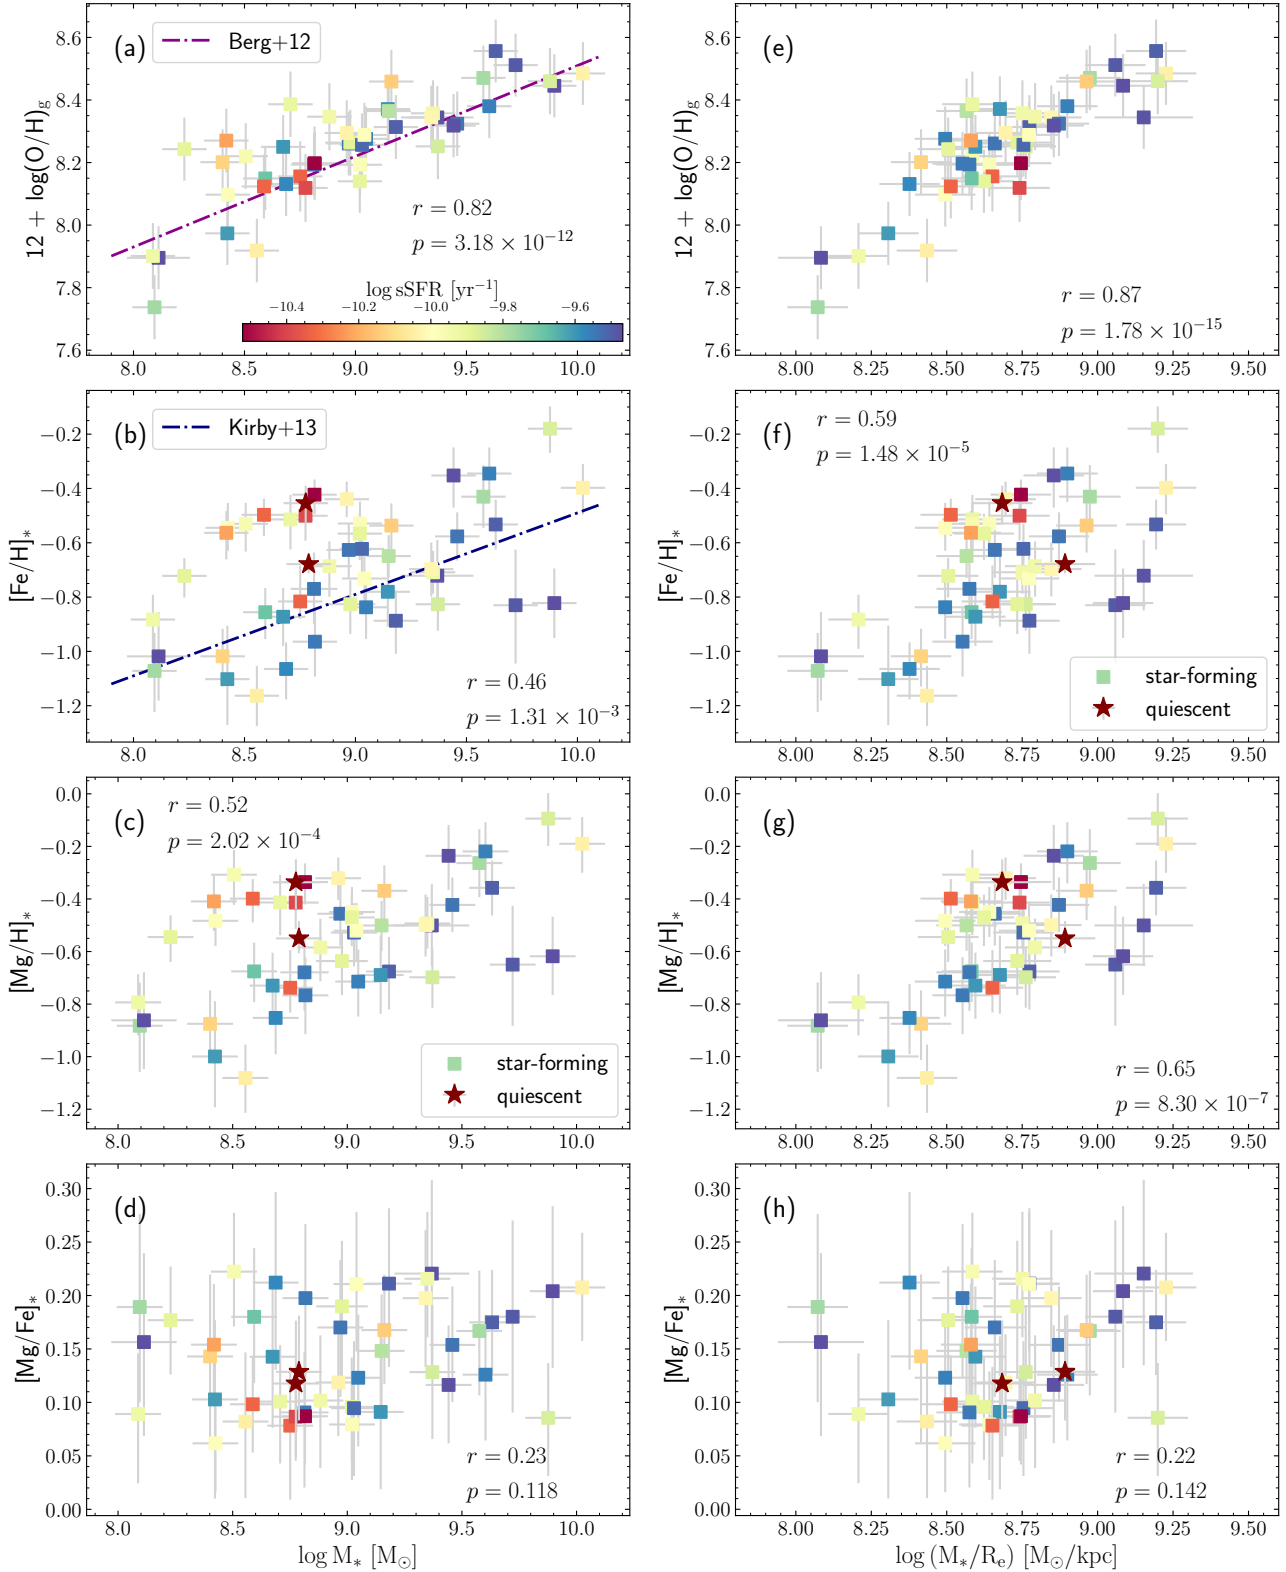 (a) Berg+12
12 + log(O/H)g
8.6
8.4
8.2
8.0
7.8
7.6
r = 0.82
p = 3.18 × 10−12
log sSFR [yr−1]
−10.4 −10.2 −10.0 −9.8 −9.6
8.0 8.5 9.0 9.5 10.0
(e)
12 + log(O/H)g
8.6
8.4
8.2
8.0
7.8
7.6
r = 0.87
p = 1.78 × 10−15
8.00 8.25 8.50 8.75 9.00 9.25 9.50
(b) Kirby+13
[Fe/H]*
−0.2
−0.4
−0.6
−0.8
−1.0
−1.2
r = 0.46
p = 1.31 × 10−3
8.0 8.5 9.0 9.5 10.0
(f)
r = 0.59
p = 1.48 × 10−5
[Fe/H]*
−0.2
−0.4
−0.6
−0.8
−1.0
−1.2
star-forming
quiescent
8.00 8.25 8.50 8.75 9.00 9.25 9.50
(c)
r = 0.52
p = 2.02 × 10−4
[Mg/H]*
0.0
−0.2
−0.4
−0.6
−0.8
−1.0
−1.2
star-forming
quiescent
8.0 8.5 9.0 9.5 10.0
(g)
[Mg/H]*
0.0
−0.2
−0.4
−0.6
−0.8
−1.0
−1.2
r = 0.65
p = 8.30 × 10−7
8.00 8.25 8.50 8.75 9.00 9.25 9.50
(d)
[Mg/Fe]*
0.30
0.25
0.20
0.15
0.10
0.05
0.00
r = 0.23
p = 0.118
8.0 8.5 9.0 9.5 10.0
log M* [M⊙]
(h)
[Mg/Fe]*
0.30
0.25
0.20
0.15
0.10
0.05
0.00
r = 0.22
p = 0.142
8.00 8.25 8.50 8.75 9.00 9.25 9.50
log (M*/Re) [M⊙/kpc]